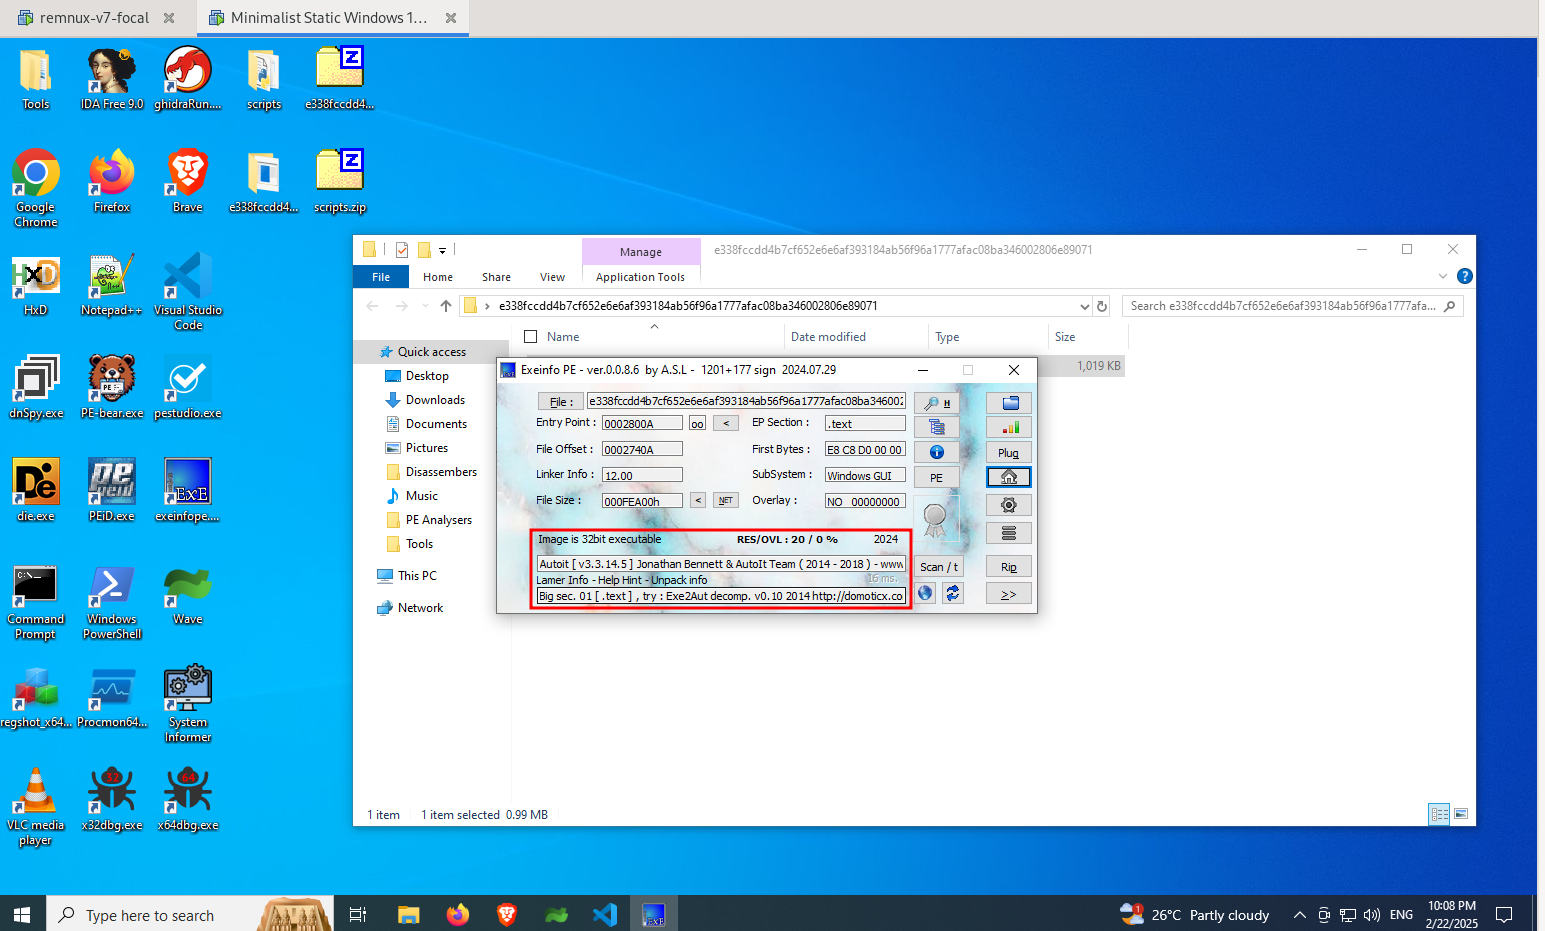 remnux-v7-focal
Minimalist Static Windows 1...
Tools
IDA Free 9.0
ghidraRun....
scripts
e338fccdd4...
Google Chrome
Firefox
Brave
e338fccdd4...
scripts.zip
HxD
Notepad++
Visual Studio Code
dnSpy.exe
PE-bear.exe
pestudio.exe
die.exe
PEiD.exe
exeinfope....
Command Prompt
Windows PowerShell
Wave
regshot_x64...
Procmon64...
System Informer
VLC media player
x32dbg.exe
x64dbg.exe
Manage
e338fccdd4b7cf652e6e6af393184ab56f96a1777afac08ba346002806e89071
File
Home
Share
View
Application Tools
e338fccdd4b7cf652e6e6af393184ab56f96a1777afac08ba346002806e89071
Search e338fccdd4b7cf652e6e6af393184ab56f96a1777afa...
Name
Date modified
Type
Size
1,019 KB
Quick access
Desktop
Downloads
Documents
Pictures
Disassembers
Music
PE Analysers
Tools
This PC
Network
1 item
1 item selected 0.99 MB
Exeinfo PE - ver.0.0.8.6 by A.S.L - 1201+177 sign 2024.07.29
File :
e338fccdd4b7cf652e6e6af393184ab56f96a1777afac08ba346002
H
Entry Point :
0002800A
oo
<
EP Section :
.text
File Offset :
0002740A
First Bytes :
E8 C8 D0 00 00
Plug
Linker Info :
12.00
SubSystem :
Windows GUI
PE
File Size :
000FEA00h
<
NET
Overlay :
NO 00000000
Image is 32bit executable
RES/OVL : 20 / 0 %
2024
Autoit [ v3.3.14.5 ] Jonathan Bennett & AutoIt Team ( 2014 - 2018 ) - www
Scan / t
Rip
Lamer Info - Help Hint - Unpack info
16 ms.
Big sec. 01 [ .text ] , try : Exe2Aut decomp. v0.10 2014 http://domoticx.co
>>
Type here to search
26°C Partly cloudy
ENG
10:08 PM
2/22/2025